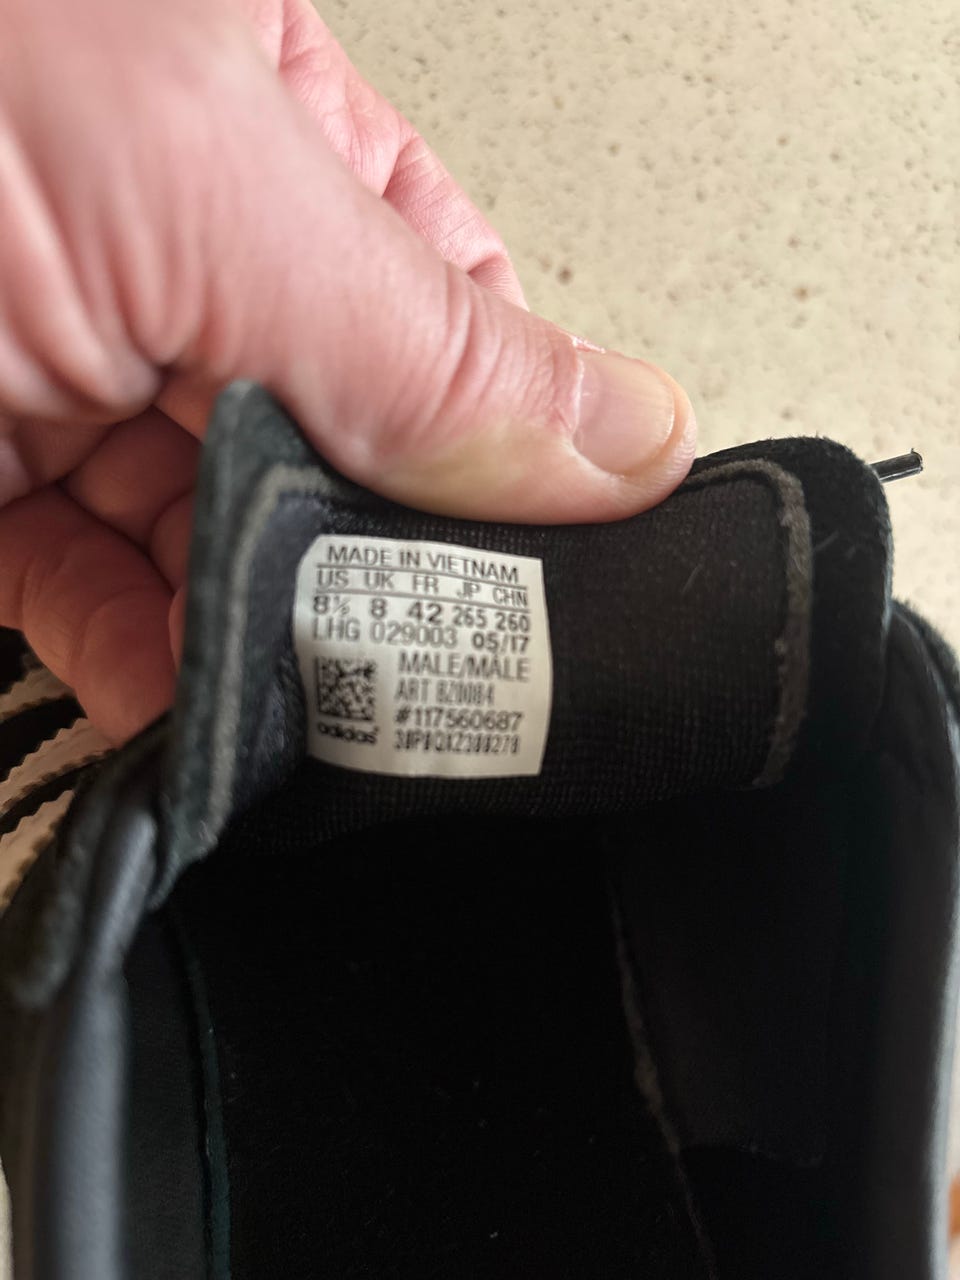 MADE IN VIETNAM
US UK FR JP CHN
8½ 8 42 265 260
LHG 029003 05/17
MALE/MALE
ART BZ0084
#117560687
adidas